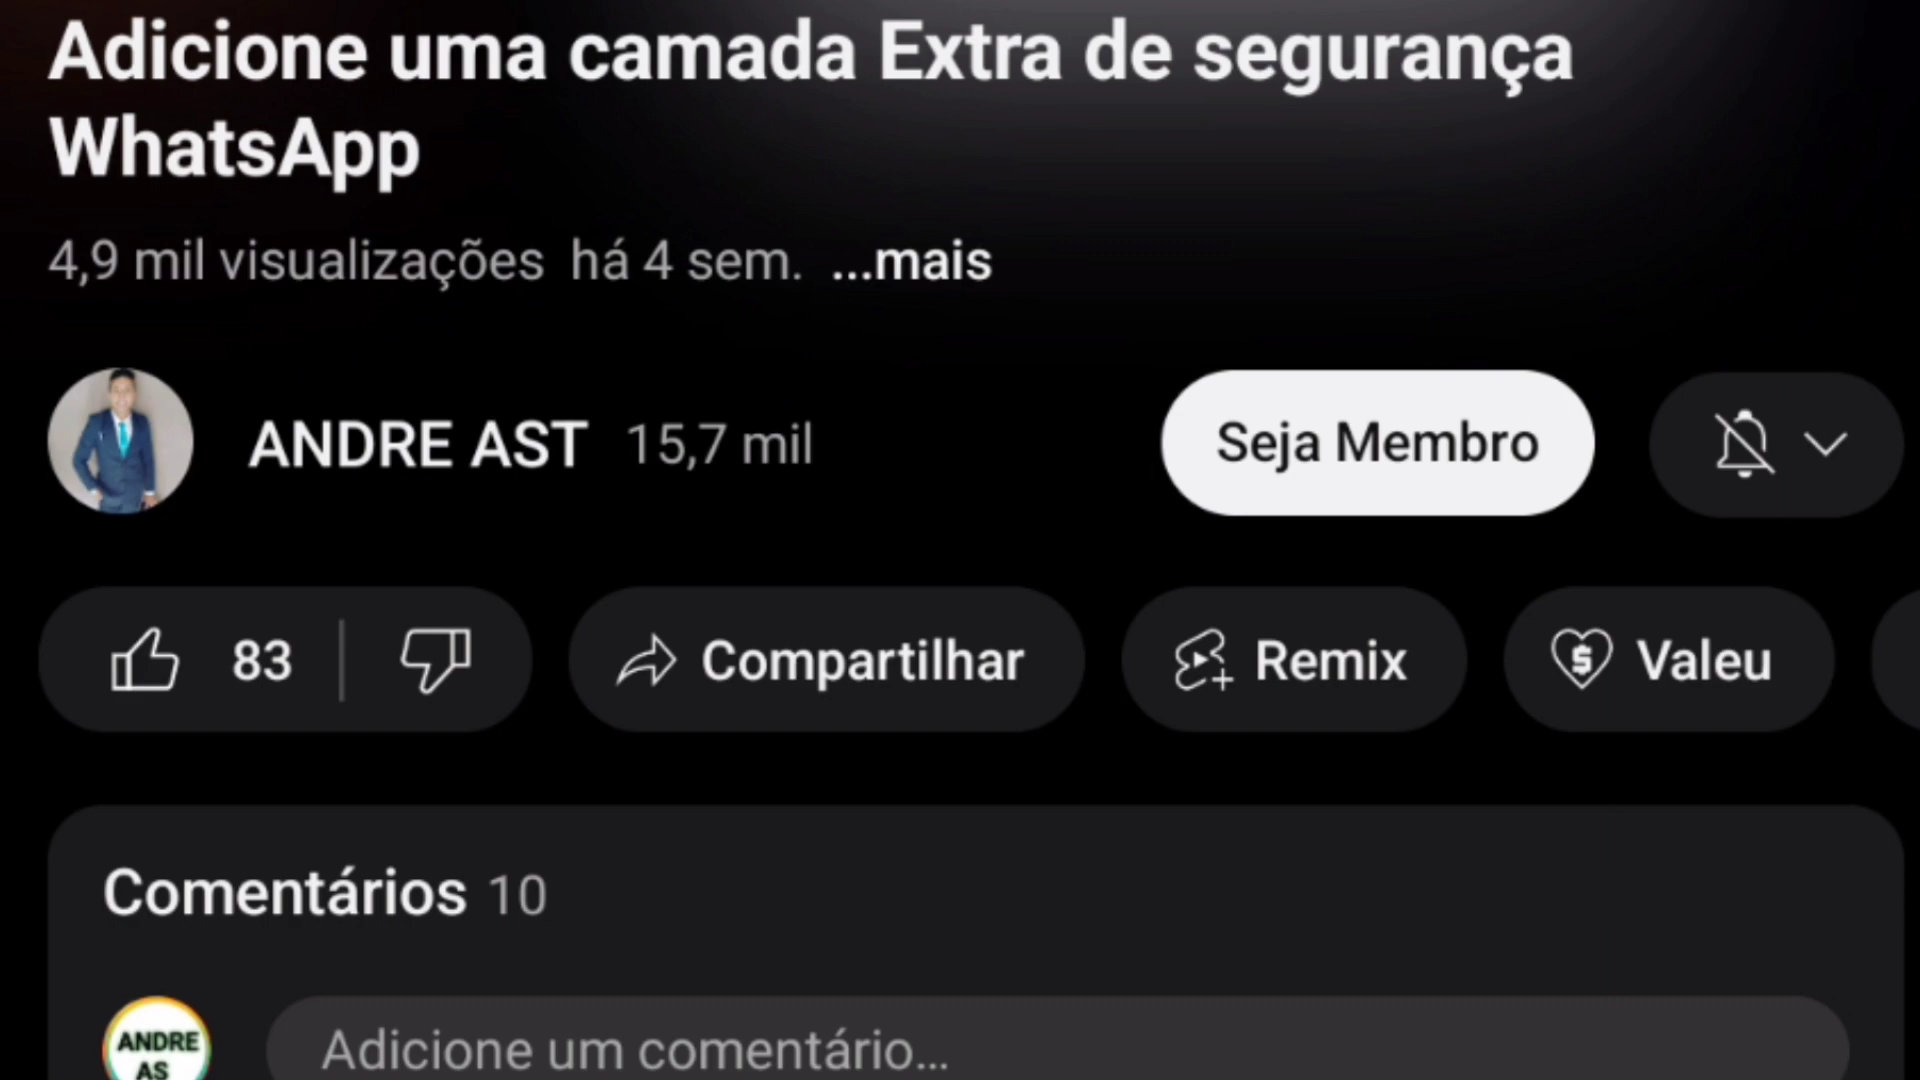 Adicione uma camada Extra de segurança
WhatsApp
4,9 mil visualizações há 4 sem. ...mais
ANDRE AST 15,7 mil
Seja Membro
83
Compartilhar
Remix
Valeu
Comentários 10
ANDRE
AS
Adicione um comentário...